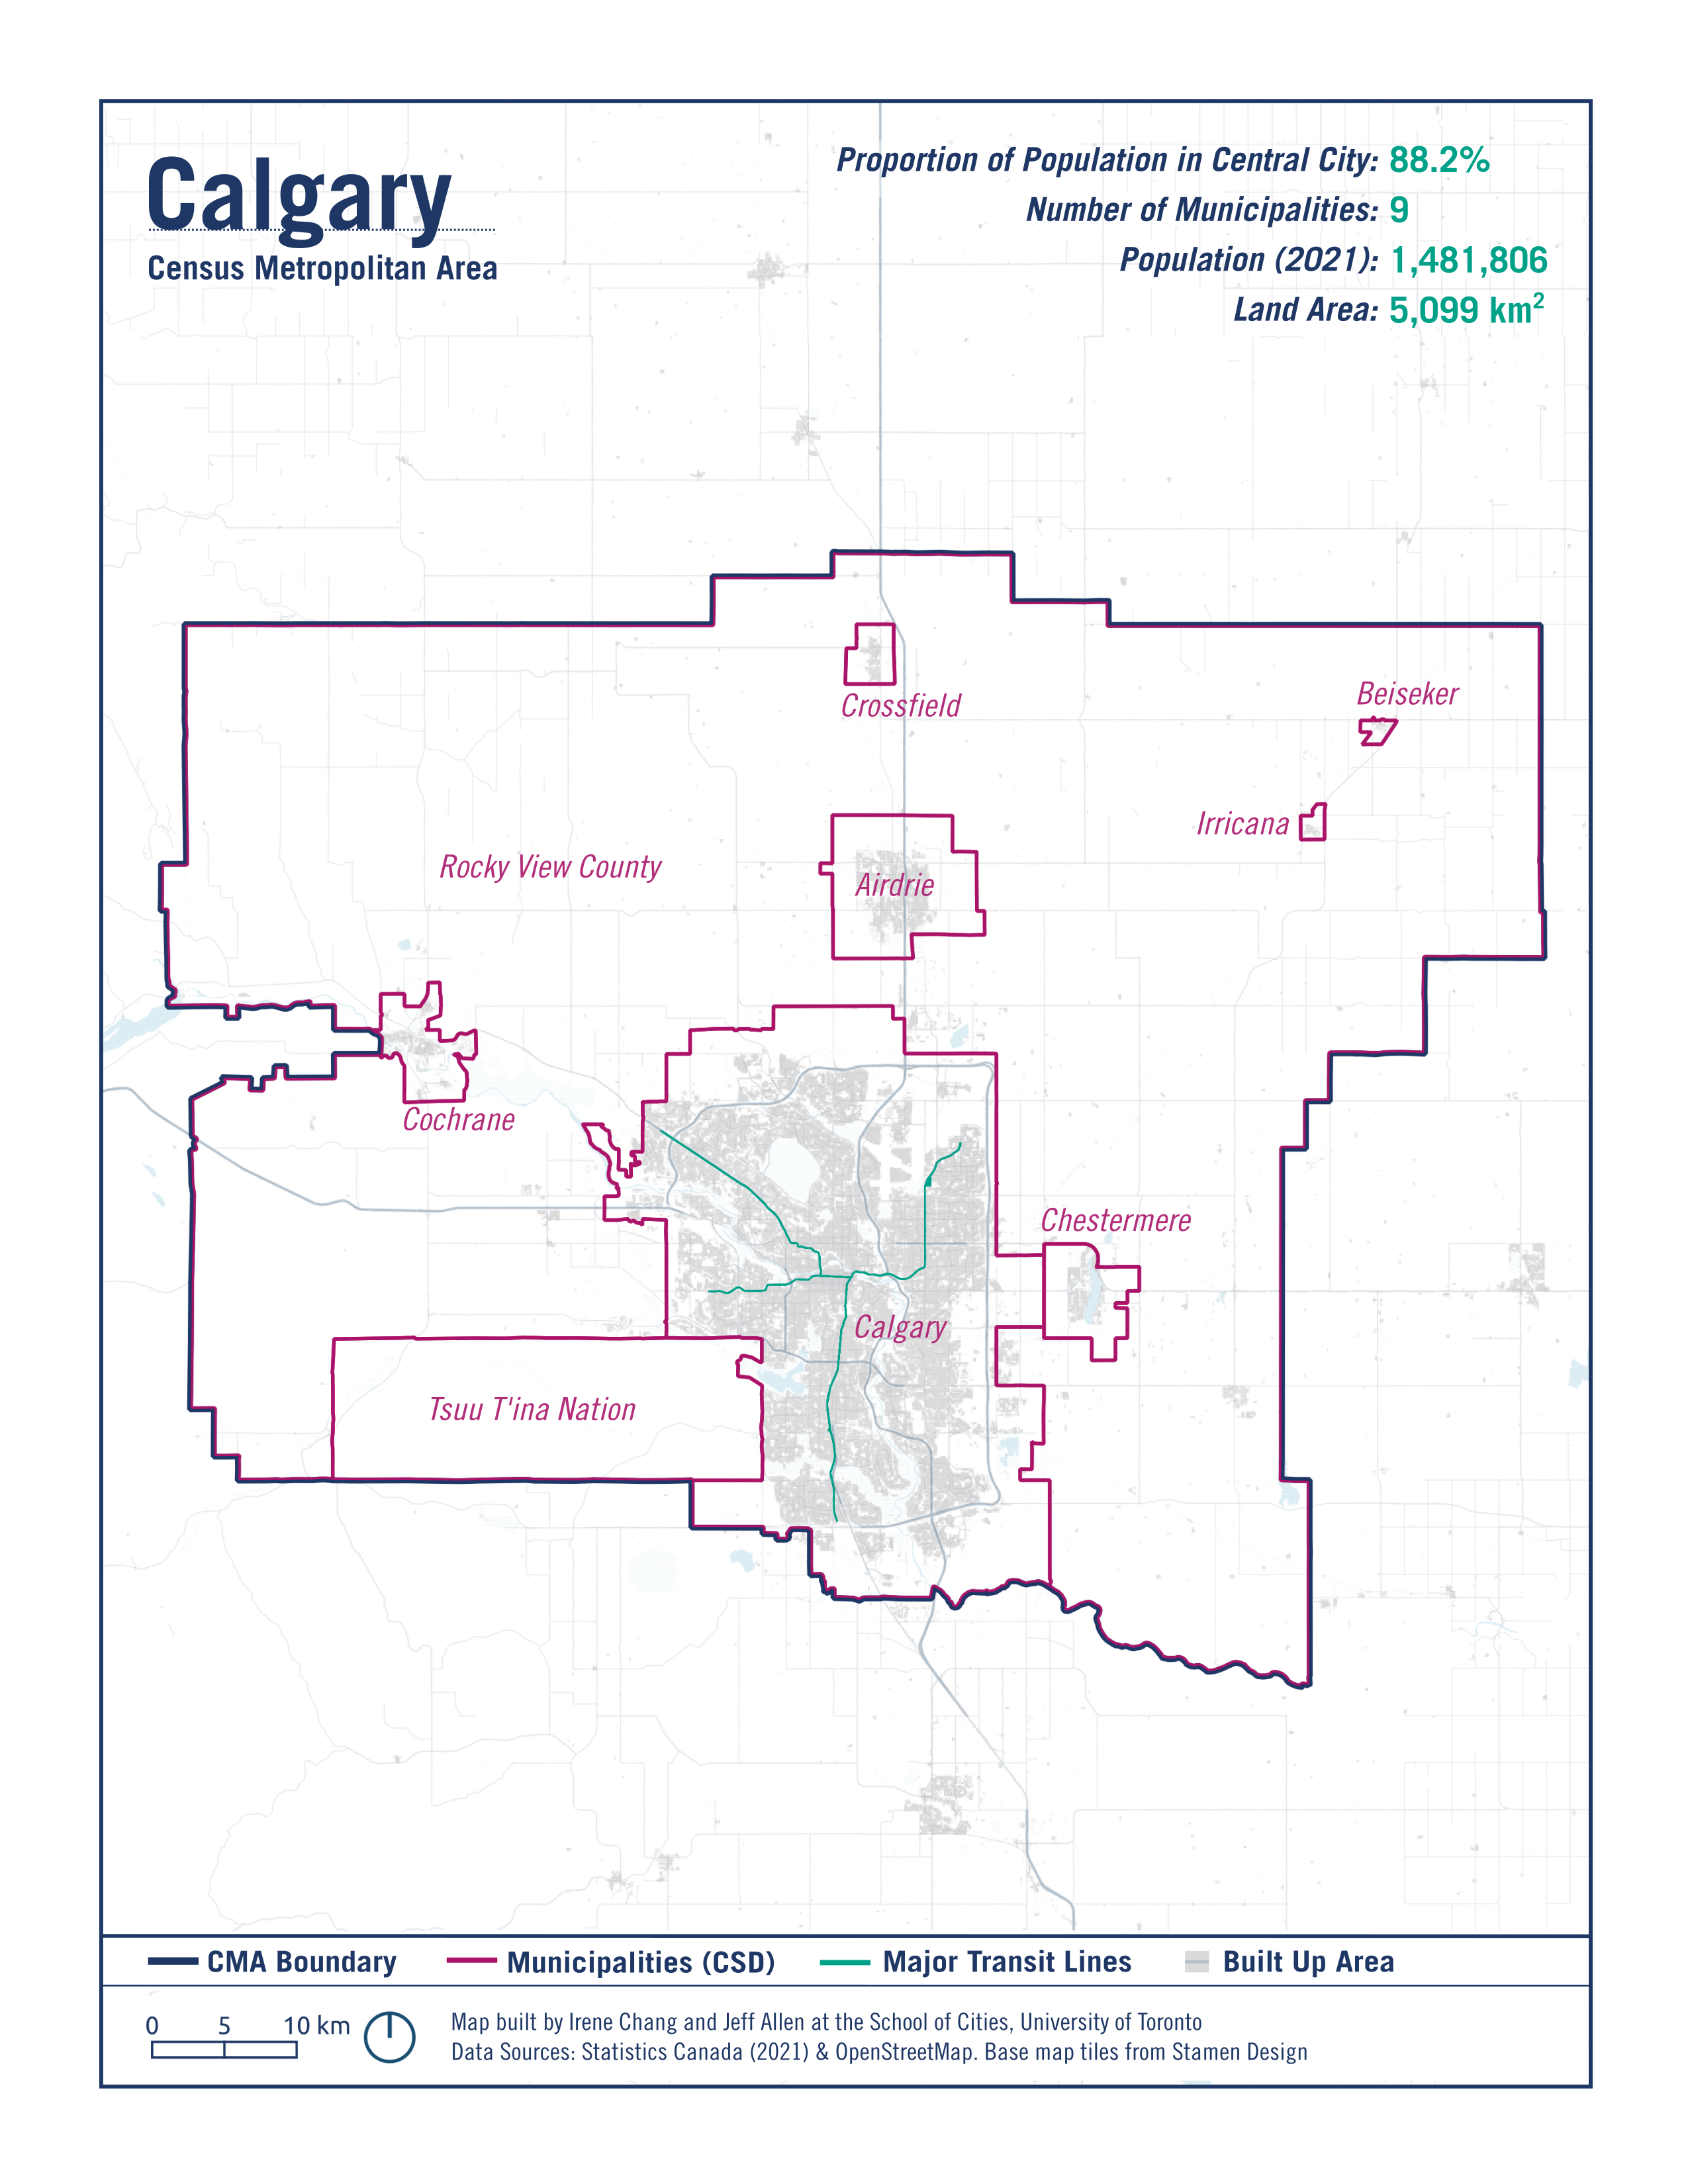 Calgary
Census Metropolitan Area
Proportion of Population in Central City: 88.2%
Number of Municipalities: 9
Population (2021): 1,481,806
Land Area: 5,099 km²
Crossfield
Beiseker
Irricana
Rocky View County
Airdrie
Cochrane
Chestermere
Calgary
Tsuu T'ina Nation
CMA Boundary Municipalities (CSD) Major Transit Lines Built Up Area
0 5 10 km
Map built by Irene Chang and Jeff Allen at the School of Cities, University of Toronto
Data Sources: Statistics Canada (2021) & OpenStreetMap. Base map tiles from Stamen Design